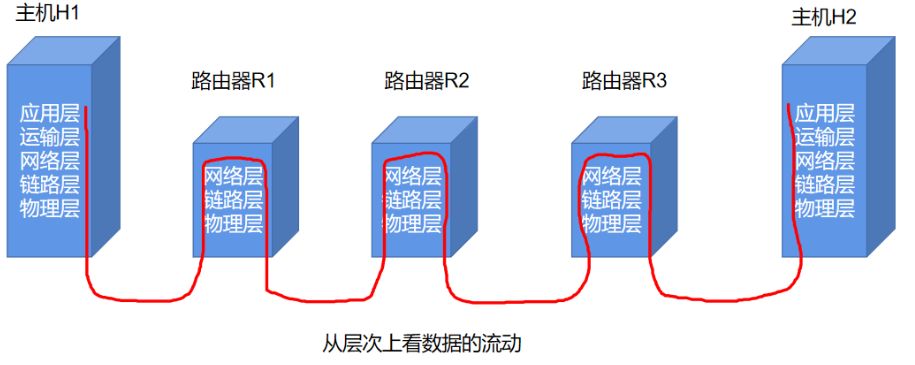 主机H1
主机H2
路由器R1
路由器R2
路由器R3
应用层
运输层
网络层
链路层
物理层
网络层
链路层
物理层
网络层
链路层
物理层
网络层
链路层
物理层
应用层
运输层
网络层
链路层
物理层
从层次上看数据的流动